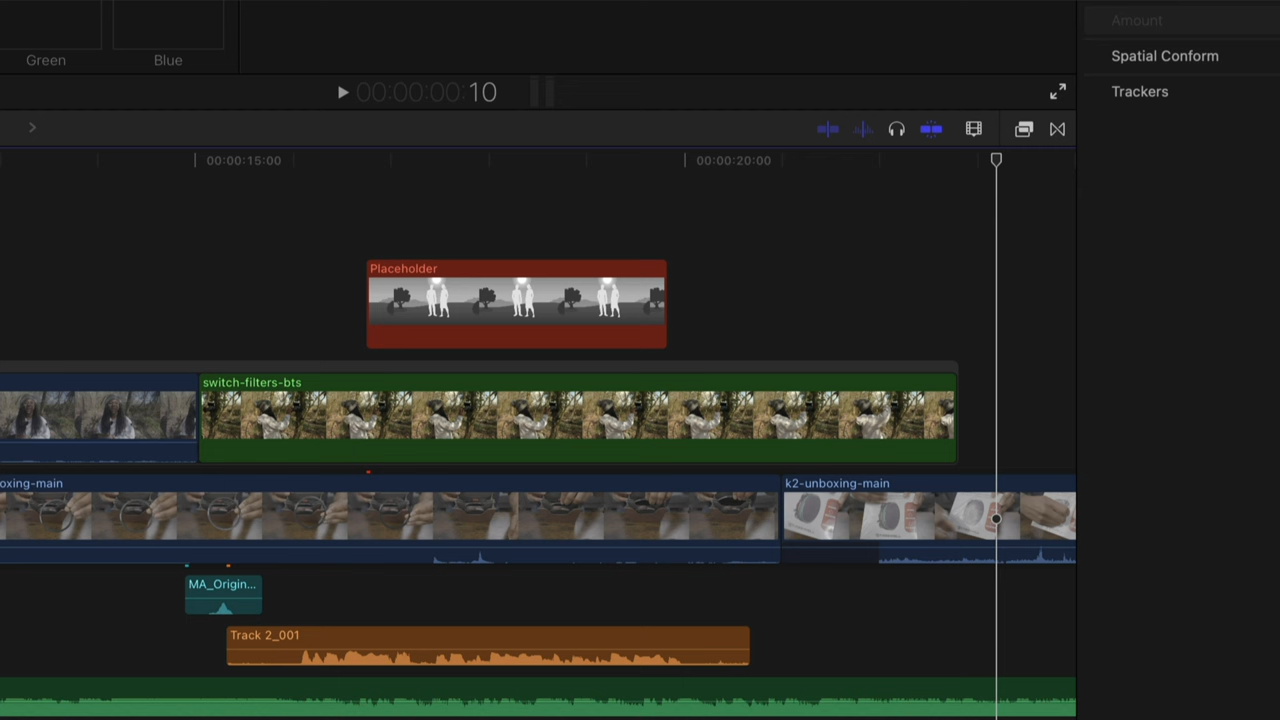 Amount
Spatial Conform
Green
Blue
00:00:00:10
Trackers
00:00:15:00
00:00:20:00
Placeholder
switch-filters-bts
oxing-main
k2-unboxing-main
MA_Origin...
Track 2_001